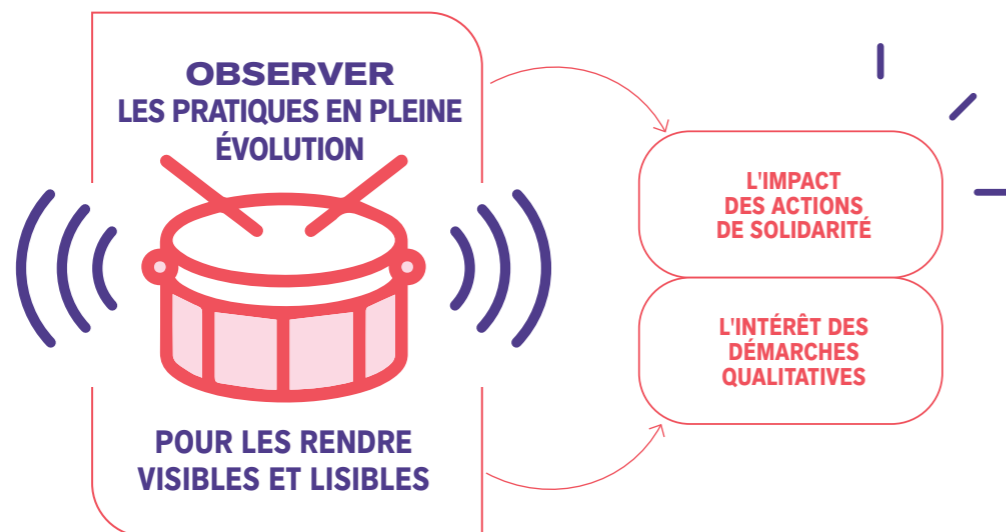 OBSERVER
LES PRATIQUES EN PLEINE
ÉVOLUTION
POUR LES RENDRE
VISIBLES ET LISIBLES
L'IMPACT
DES ACTIONS
DE SOLIDARITÉ
L'INTÉRÊT DES
DÉMARCHES
QUALITATIVES